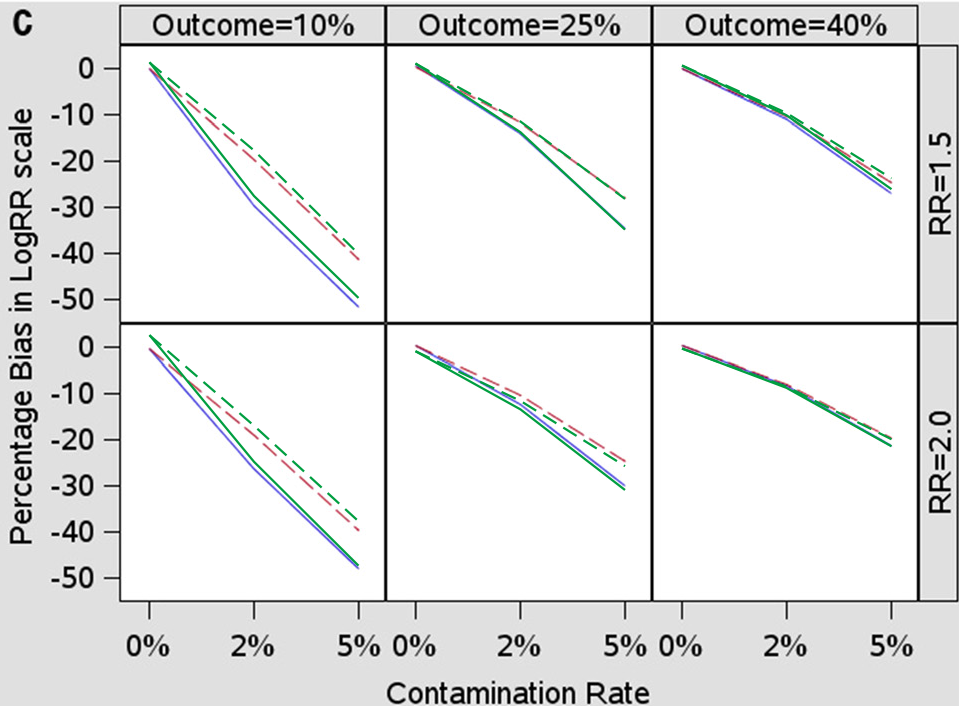 C
Outcome=10% Outcome=25% Outcome=40%
Percentage Bias in LogRR scale
0
-10
-20
-30
-40
-50
RR=1.5
0
-10
-20
-30
-40
-50
RR=2.0
0% 2% 5% 0% 2% 5% 0% 2% 5%
Contamination Rate